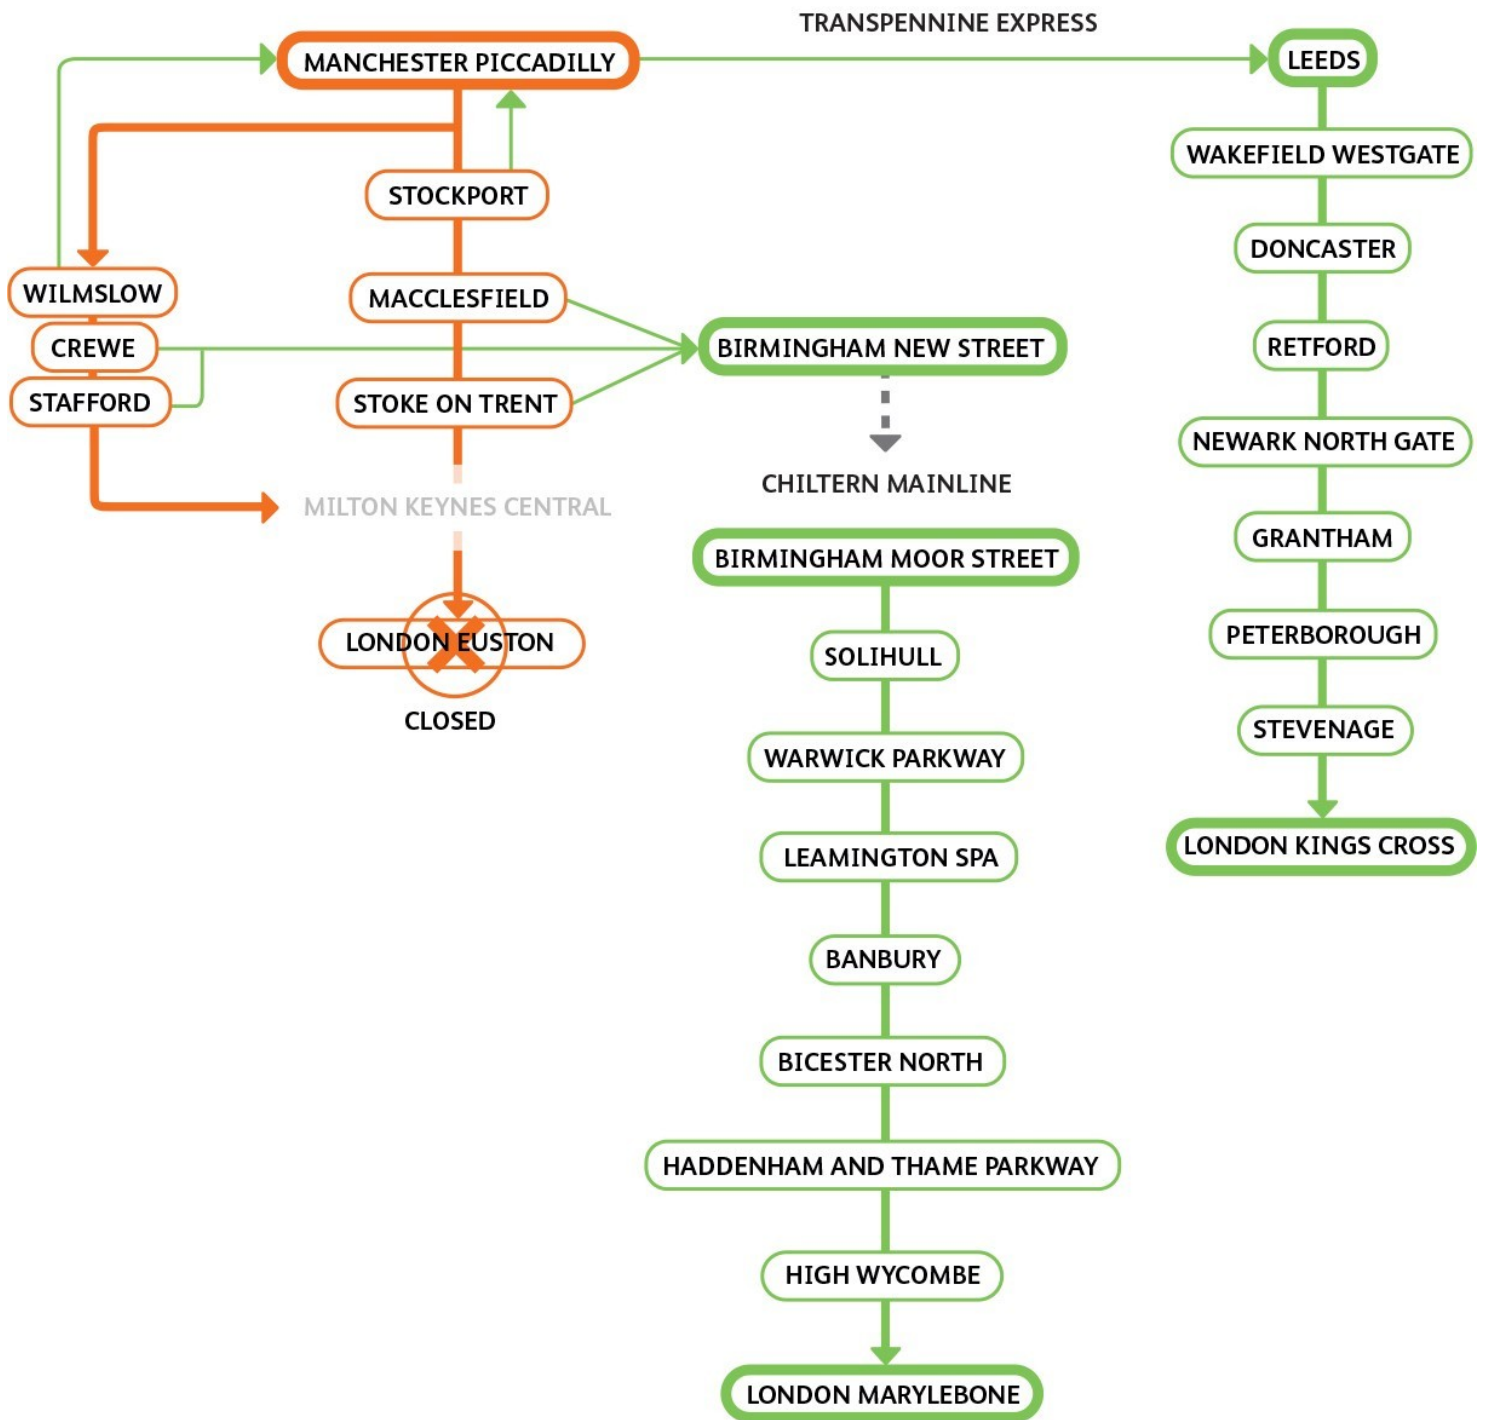 TRANSPENNINE EXPRESS
MANCHESTER PICCADILLY
LEEDS
WAKEFIELD WESTGATE
STOCKPORT
DONCASTER
WILMSLOW
MACCLESFIELD
CREWE
BIRMINGHAM NEW STREET
RETFORD
STAFFORD
STOKE ON TRENT
NEWARK NORTH GATE
CHILTERN MAINLINE
MILTON KEYNES CENTRAL
GRANTHAM
BIRMINGHAM MOOR STREET
PETERBOROUGH
LONDON EUSTON
SOLIHULL
CLOSED
STEVENAGE
WARWICK PARKWAY
LONDON KINGS CROSS
LEAMINGTON SPA
BANBURY
BICESTER NORTH
HADDENHAM AND THAME PARKWAY
HIGH WYCOMBE
LONDON MARYLEBONE